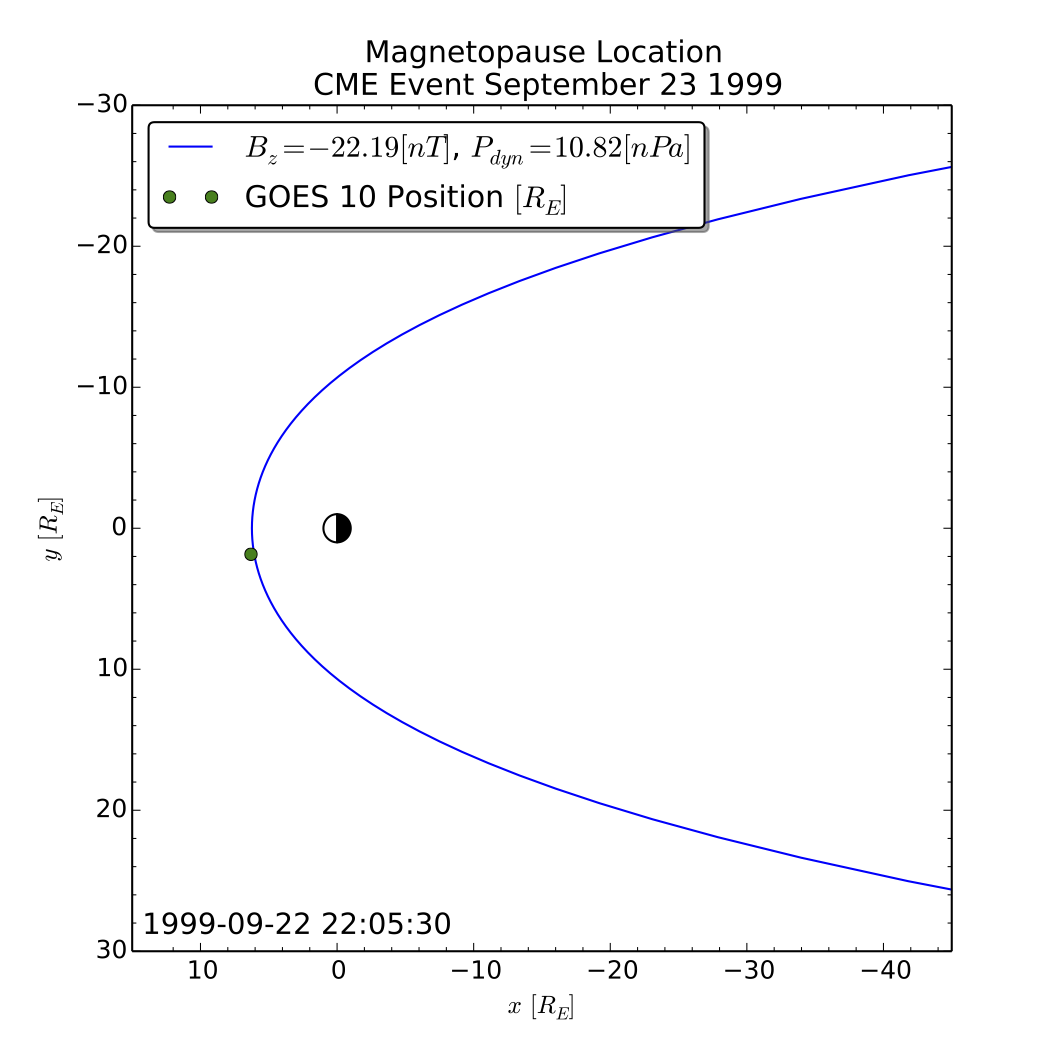 Magnetopause Location
CME Event September 23 1999
B_z=−22.19[nT], P_dyn=10.82[nPa]
GOES 10 Position [R_E]
−30
−20
−10
0
10
20
30
y [R_E]
1999-09-22 22:05:30
10 0 −10 −20 −30 −40
x [R_E]